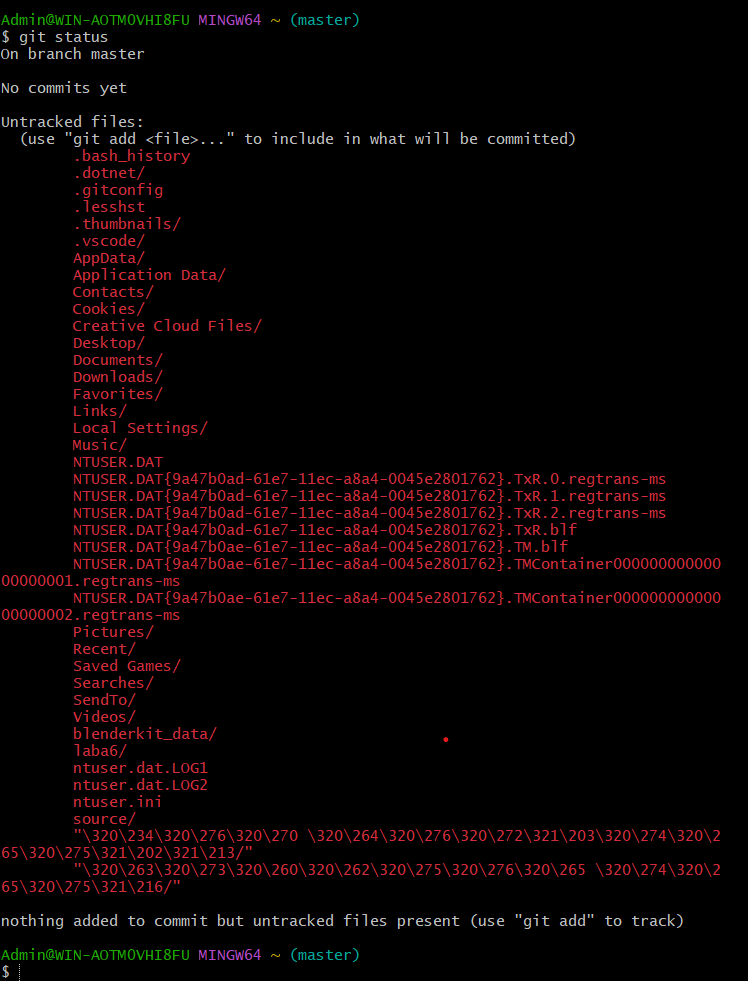 Admin@WIN-AOTMOVHI8FU MINGW64 ~ (master)
$ git status
On branch master
No commits yet
Untracked files:
(use "git add <file>..." to include in what will be committed)
.bash_history
.dotnet/
.gitconfig
.lesshst
.thumbnails/
.vscode/
AppData/
Application Data/
Contacts/
Cookies/
Creative Cloud Files/
Desktop/
Documents/
Downloads/
Favorites/
Links/
Local Settings/
Music/
NTUSER.DAT
NTUSER.DAT{9a47b0ad-61e7-11ec-a8a4-0045e2801762}.TxR.0.regtrans-ms
NTUSER.DAT{9a47b0ad-61e7-11ec-a8a4-0045e2801762}.TxR.1.regtrans-ms
NTUSER.DAT{9a47b0ad-61e7-11ec-a8a4-0045e2801762}.TxR.2.regtrans-ms
NTUSER.DAT{9a47b0ad-61e7-11ec-a8a4-0045e2801762}.TxR.blf
NTUSER.DAT{9a47b0ae-61e7-11ec-a8a4-0045e2801762}.TM.blf
NTUSER.DAT{9a47b0ae-61e7-11ec-a8a4-0045e2801762}.TMContainer000000000000
00000001.regtrans-ms
NTUSER.DAT{9a47b0ae-61e7-11ec-a8a4-0045e2801762}.TMContainer000000000000
00000002.regtrans-ms
Pictures/
Recent/
Saved Games/
Searches/
SendTo/
Videos/
blenderkit_data/
laba6/
ntuser.dat.LOG1
ntuser.dat.LOG2
ntuser.ini
source/
"\320\234\320\276\320\270 \320\264\320\276\320\272\321\203\320\274\320\2
65\320\275\321\202\321\213/"
"\320\263\320\273\320\260\320\262\320\275\320\276\320\265 \320\274\320\2
65\320\275\321\216/"
nothing added to commit but untracked files present (use "git add" to track)
Admin@WIN-AOTMOVHI8FU MINGW64 ~ (master)
$